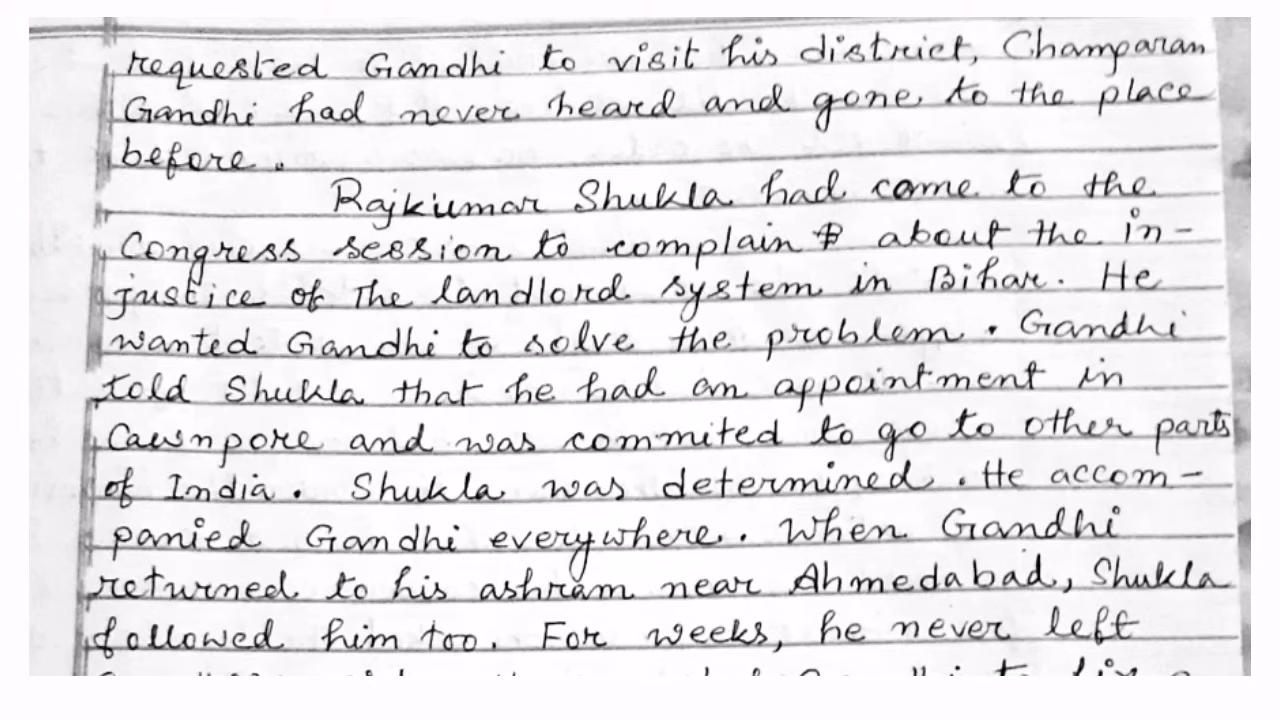 requested Gandhi to visit his district, Champaran
Gandhi had never heard and gone to the place
before.
Rajkumar Shukla had come to the
Congress session to complain about the in-
justice of The landlord system in Bihar. He
wanted Gandhi to solve the problem. Gandhi
told Shukla that he had an appointment in
Cawnpore and was commited to go to other parts
of India. Shukla was determined. He accom-
panied Gandhi everywhere. When Gandhi
returned to his ashram near Ahmedabad, Shukla
followed him too. For weeks, he never left